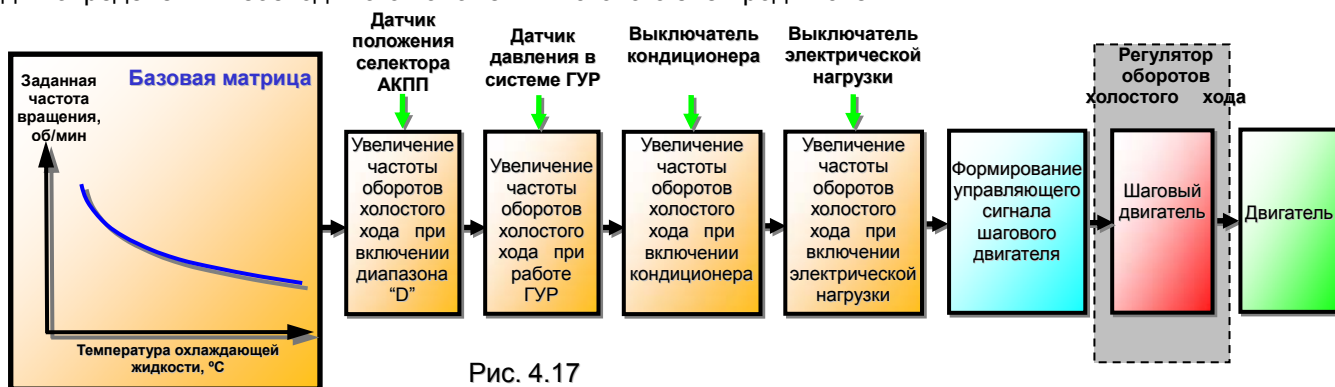 Датчик
положения
селектора
АКПП
Датчик
давления в
системе ГУР
Выключатель
кондиционера
Выключатель
электрической
нагрузки
Регулятор
оборотов
холостого хода
Базовая матрица
Заданная
частота
вращения,
об/мин
Температура охлаждающей
жидкости, ºС
Увеличение
частоты
оборотов
холостого
хода при
включении
диапазона
“D”
Увеличение
частоты
оборотов
холостого
хода при
работе
ГУР
Увеличение
частоты
оборотов
холостого
хода при
включении
кондиционера
Увеличение
частоты
оборотов
холостого
хода при
включении
электрической
нагрузки
Формирование
управляющего
сигнала
шагового
двигателя
Шаговый
двигатель
Двигатель
Рис. 4.17